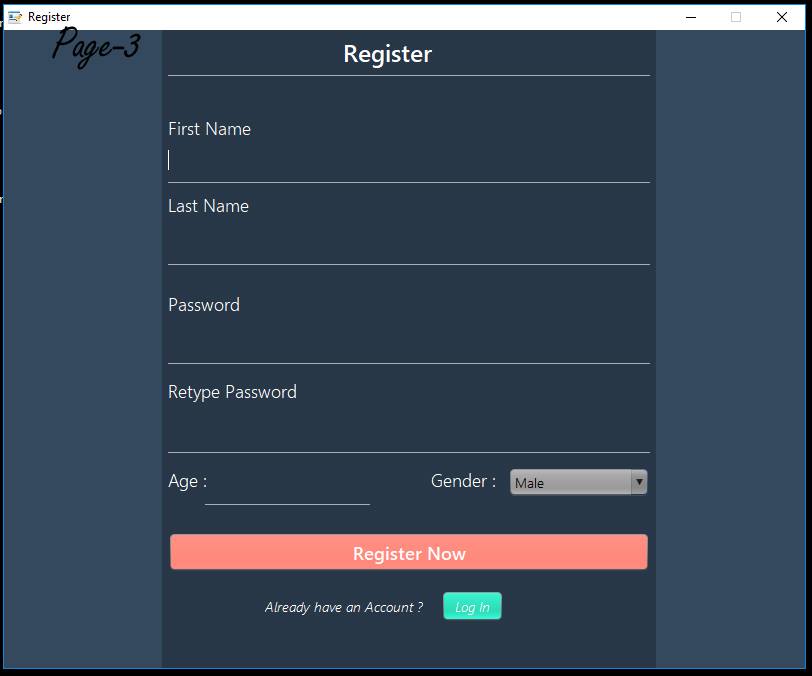 Register
Page-3
Register
First Name
Last Name
Password
Retype Password
Age :
Gender :
Male
Register Now
Already have an Account ?
Log In